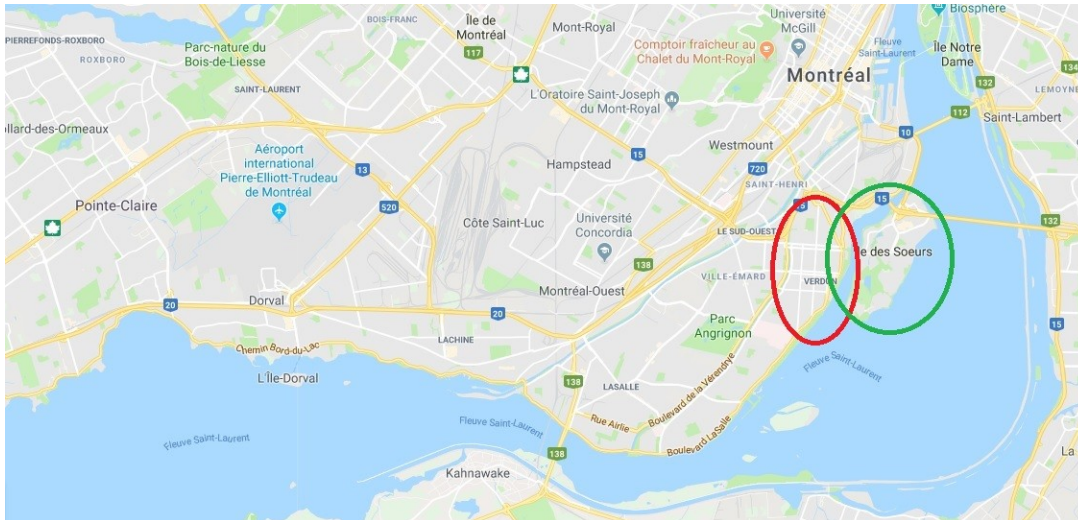 BOIS-FRANC
Île de
Montréal
Mont-Royal
Université
McGill
Biosphère
PIERREFONDS-ROXBORO
ROXBORO
Parc-nature du
Bois-de-Liesse
117
Comptoir fraîcheur au
Chalet du Mont-Royal
Fleuve
Saint-Laurent
Île Notre
Dame
134
132
SAINT-LAURENT
L'Oratoire Saint-Joseph
du Mont-Royal
Montréal
LEMOYNE
ollard-des-Ormeaux
112
Saint-Lambert
10
Aéroport
international
Pierre-Elliott-Trudeau
de Montréal
13
15
Hampstead
Westmount
720
SAINT-HENRI
Pointe-Claire
520
Côte Saint-Luc
Université
Concordia
15
15
132
LE SUD-OUEST
138
VILLE-ÉMARD
VERDUN
le des Soeurs
20
Dorval
Montréal-Ouest
20
Parc
Angrignon
15
Chemin Bord-du-Lac
LACHINE
L'Île-Dorval
138
LASALLE
Boulevard de la Vérendrye
Fleuve Saint-Laurent
Rue Airlie
Fleuve Saint-Laurent
Boulevard LaSalle
Fleuve Saint-Laurent
138
Kahnawake
La